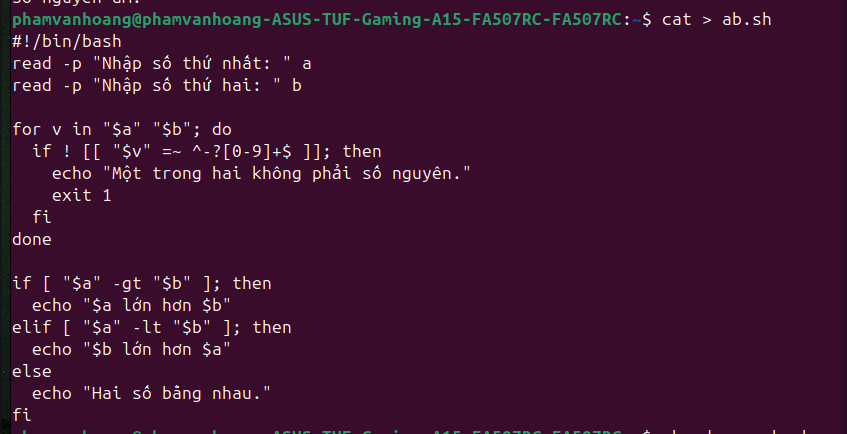 phamvanhoang@phamvanhoang-ASUS-TUF-Gaming-A15-FA507RC-FA507RC:~$ cat > ab.sh
#!/bin/bash
read -p "Nhập số thứ nhất: " a
read -p "Nhập số thứ hai: " b

for v in "$a" "$b"; do
  if ! [[ "$v" =~ ^-?[0-9]+$ ]]; then
    echo "Một trong hai không phải số nguyên."
    exit 1
  fi
done

if [ "$a" -gt "$b" ]; then
  echo "$a lớn hơn $b"
elif [ "$a" -lt "$b" ]; then
  echo "$b lớn hơn $a"
else
  echo "Hai số bằng nhau."
fi